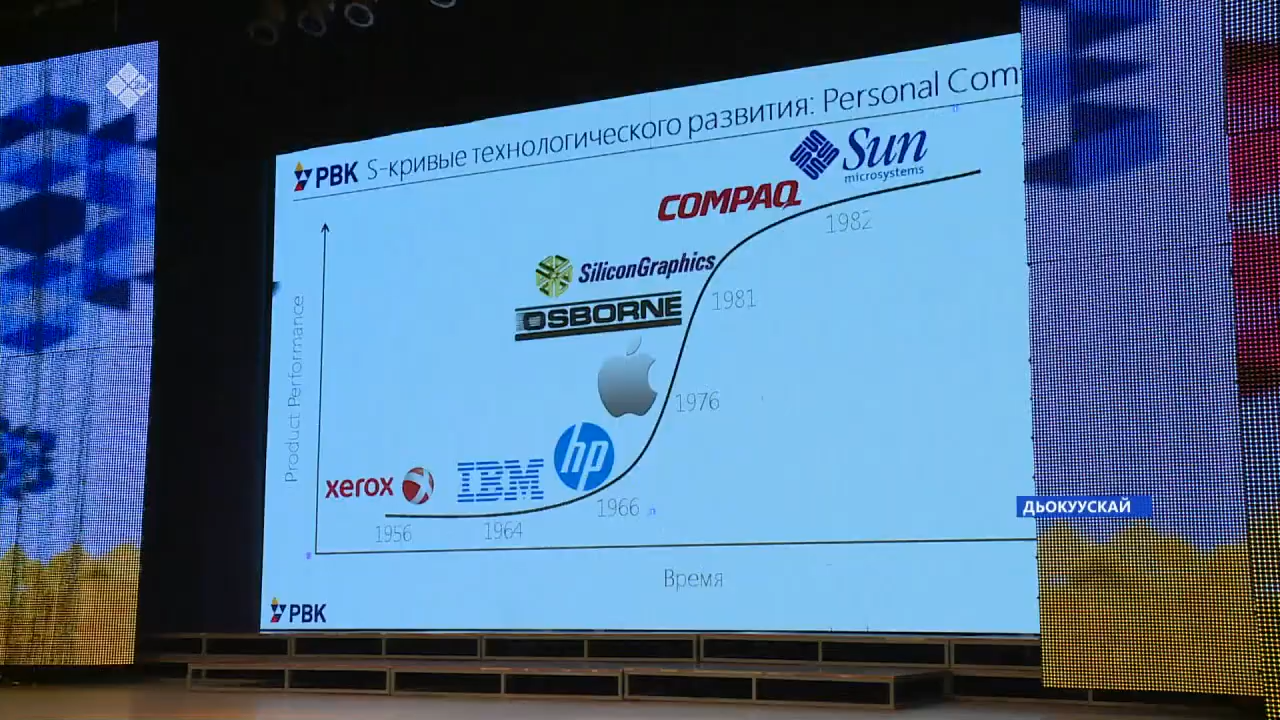 РВК S-кривые технологического развития: Personal Com
Sun
microsystems
COMPAQ
1982
SiliconGraphics
1981
OSBORNE
Product Performance
1976
hp
xerox
IBM
1966
1956
1964
Время
РВК
ДЬОКУУСКАЙ